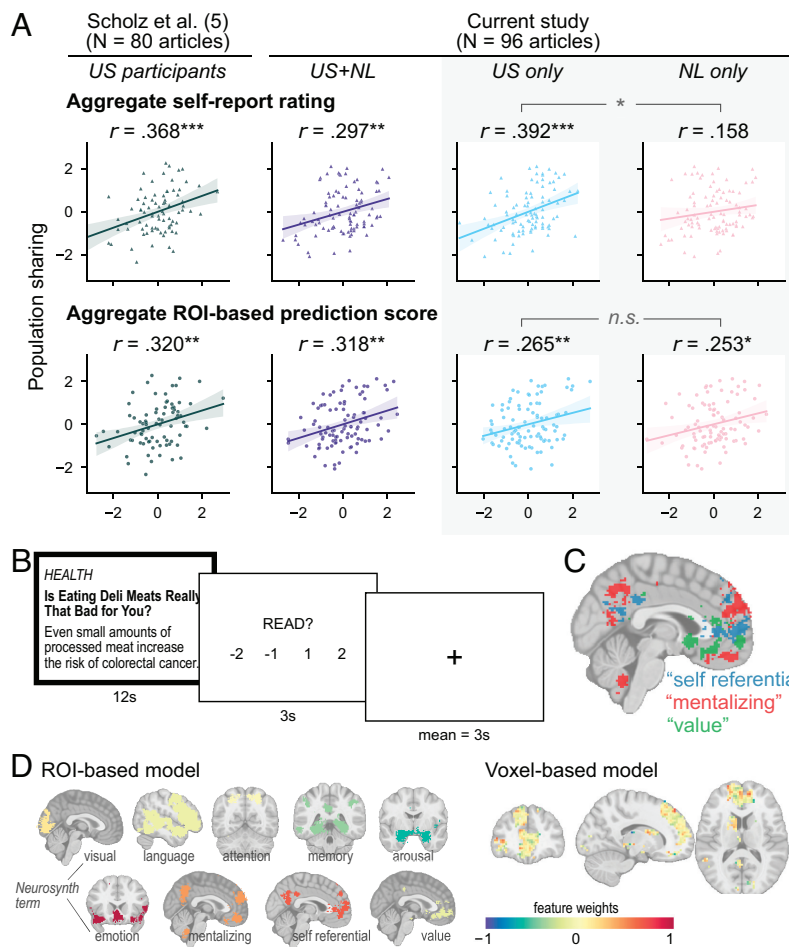 A
Scholz et al. (5)
(N = 80 articles)
Current study
(N = 96 articles)
US participants
US+NL
US only
NL only
Aggregate self-report rating
*
r = .368***
r = .297**
r = .392***
r = .158
2
0
−2
Population sharing
Aggregate ROI-based prediction score
n.s.
r = .320**
r = .318**
r = .265**
r = .253*
2
0
−2
−2 0 2
−2 0 2
−2 0 2
−2 0 2
B
HEALTH
Is Eating Deli Meats Really
That Bad for You?
Even small amounts of
processed meat increase
the risk of colorectal cancer.
12s
READ?
-2 -1 1 2
3s
+
mean = 3s
C
"self referential
"mentalizing"
"value"
D ROI-based model
visual
language
attention
memory
arousal
Neurosynth
term
emotion
mentalizing
self referential
value
Voxel-based model
feature weights
−1 0 1